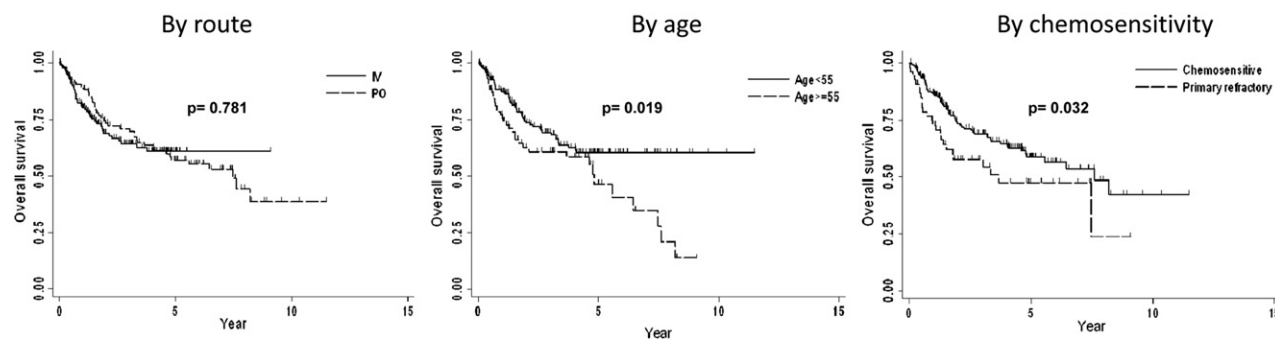 By route
By age
By chemosensitivity
Overall survival
1.00
0.75
0.50
0.25
0.00
IV
PO
p= 0.781
0
5
10
15
Year
Overall survival
1.00
0.75
0.50
0.25
0.00
Age<55
Age>=55
p= 0.019
0
5
10
15
Year
Overall survival
1.00
0.75
0.50
0.25
0.00
Chemosensitive
Primary refractory
p= 0.032
0
5
10
15
Year